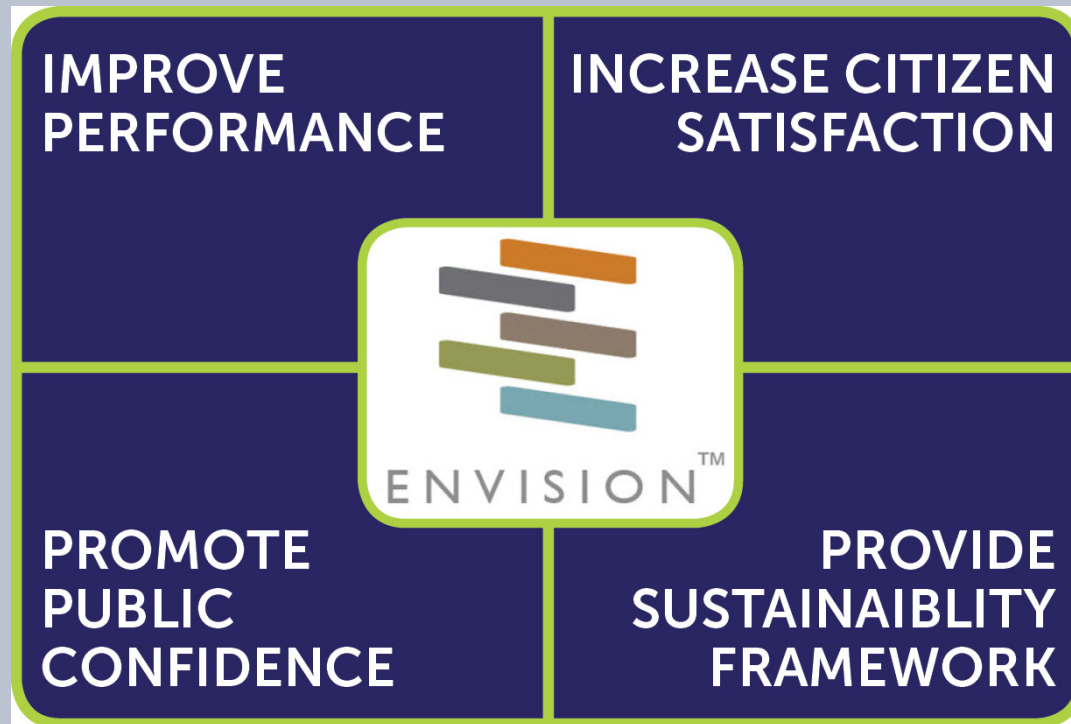 IMPROVE
PERFORMANCE
INCREASE CITIZEN
SATISFACTION
ENVISION™
PROMOTE
PUBLIC
CONFIDENCE
PROVIDE
SUSTAINAIBLITY
FRAMEWORK